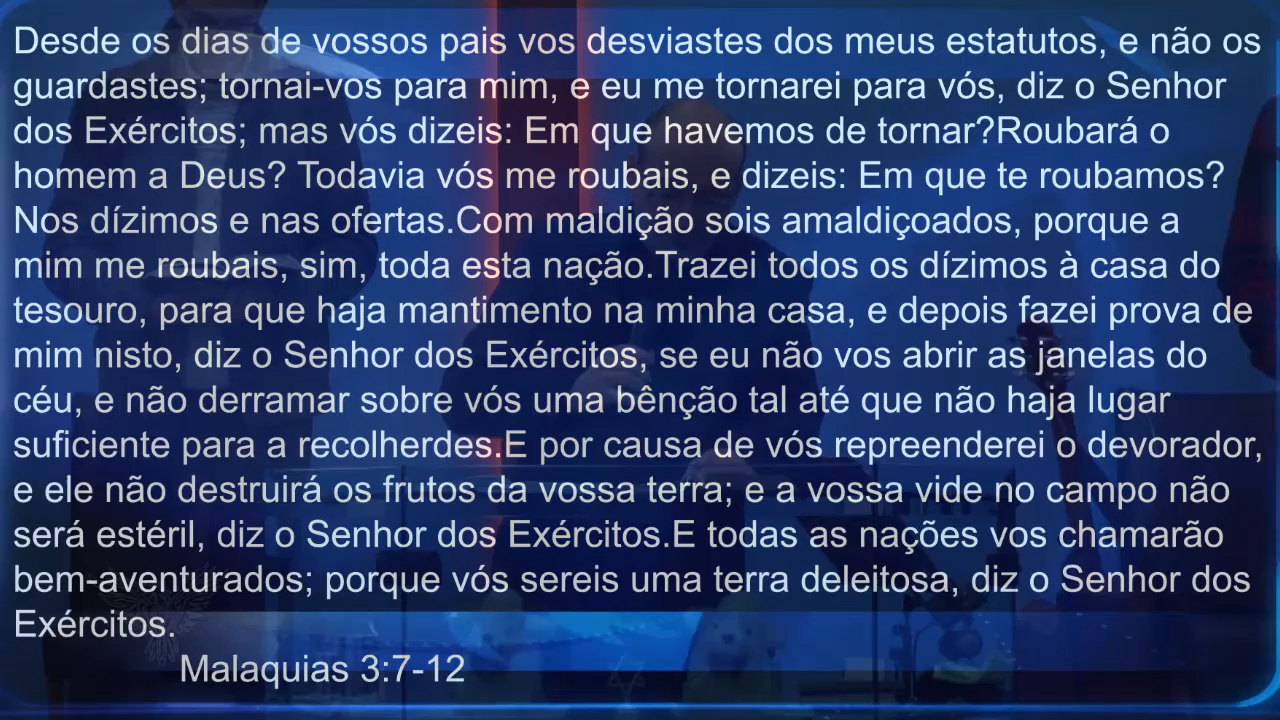 Desde os dias de vossos pais vos desviastes dos meus estatutos, e não os
guardastes; tornai-vos para mim, e eu me tornarei para vós, diz o Senhor
dos Exércitos; mas vós dizeis: Em que havemos de tornar?Roubará o
homem a Deus? Todavia vós me roubais, e dizeis: Em que te roubamos?
Nos dízimos e nas ofertas.Com maldição sois amaldiçoados, porque a
mim me roubais, sim, toda esta nação.Trazei todos os dízimos à casa do
tesouro, para que haja mantimento na minha casa, e depois fazei prova de
mim nisto, diz o Senhor dos Exércitos, se eu não vos abrir as janelas do
céu, e não derramar sobre vós uma bênção tal até que não haja lugar
suficiente para a recolherdes.E por causa de vós repreenderei o devorador,
e ele não destruirá os frutos da vossa terra; e a vossa vide no campo não
será estéril, diz o Senhor dos Exércitos.E todas as nações vos chamarão
bem-aventurados; porque vós sereis uma terra deleitosa, diz o Senhor dos
Exércitos.
Malaquias 3:7-12